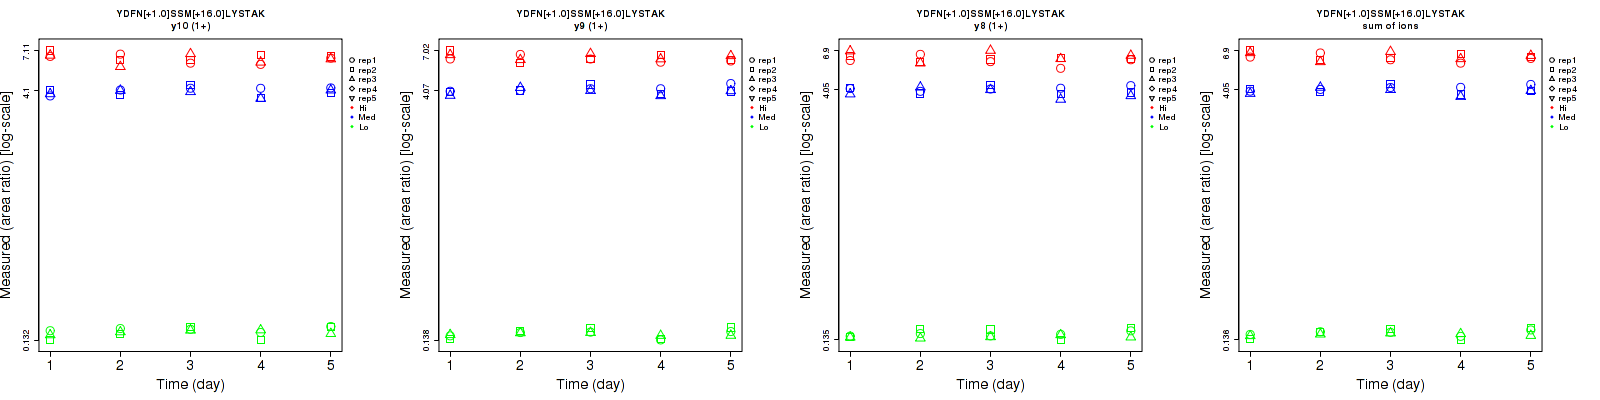 YDFN[+1.0]SSM[+16.0]LYSTAK
y10 (1+)
Measured (area ratio) [log-scale]
7.11
4.1
0.132
1 2 3 4 5
Time (day)
rep1
rep2
rep3
rep4
rep5
Hi
Med
Lo
YDFN[+1.0]SSM[+16.0]LYSTAK
y9 (1+)
Measured (area ratio) [log-scale]
7.02
4.07
0.138
1 2 3 4 5
Time (day)
rep1
rep2
rep3
rep4
rep5
Hi
Med
Lo
YDFN[+1.0]SSM[+16.0]LYSTAK
y8 (1+)
Measured (area ratio) [log-scale]
6.9
4.05
0.135
1 2 3 4 5
Time (day)
rep1
rep2
rep3
rep4
rep5
Hi
Med
Lo
YDFN[+1.0]SSM[+16.0]LYSTAK
sum of ions
Measured (area ratio) [log-scale]
6.9
4.05
0.136
1 2 3 4 5
Time (day)
rep1
rep2
rep3
rep4
rep5
Hi
Med
Lo